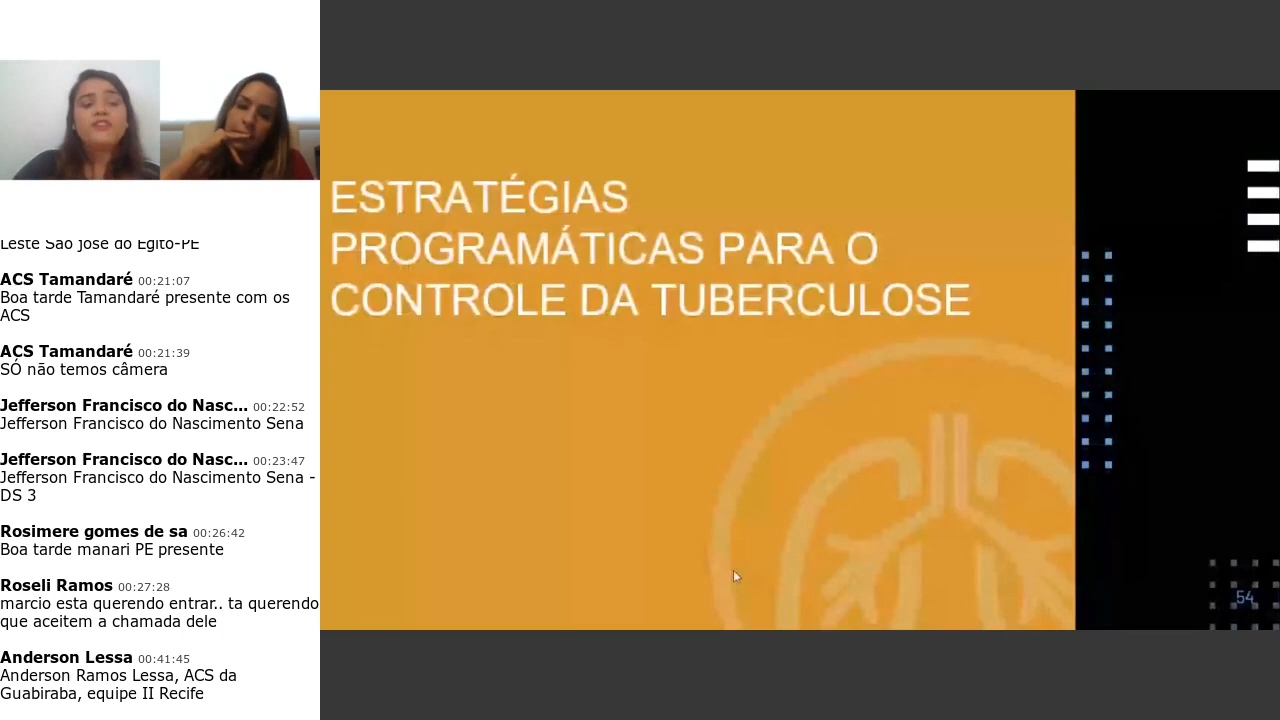 Leste São José do Egito-PE
ACS Tamandaré 00:21:07
Boa tarde Tamandaré presente com os
ACS
ACS Tamandaré 00:21:39
SÓ não temos câmera
Jefferson Francisco do Nasc... 00:22:52
Jefferson Francisco do Nascimento Sena
Jefferson Francisco do Nasc... 00:23:47
Jefferson Francisco do Nascimento Sena -
DS 3
Rosimere gomes de sa 00:26:42
Boa tarde manari PE presente
Roseli Ramos 00:27:28
marcio esta querendo entrar.. ta querendo
que aceitem a chamada dele
Anderson Lessa 00:41:45
Anderson Ramos Lessa, ACS da
Guabiraba, equipe II Recife
ESTRATÉGIAS
PROGRAMÁTICAS PARA O
CONTROLE DA TUBERCULOSE
54